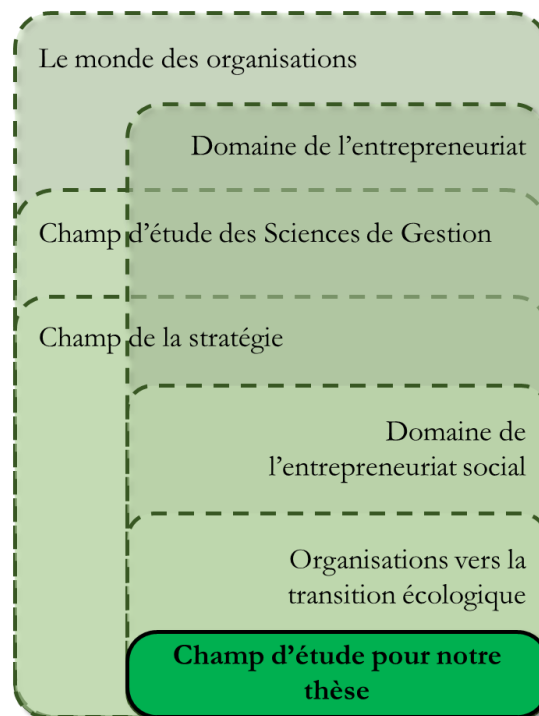 Le monde des organisations
Domaine de l'entrepreneuriat
Champ d'étude des Sciences de Gestion
Champ de la stratégie
Domaine de
l'entrepreneuriat social
Organisations vers la
transition écologique
Champ d'étude pour notre
thèse